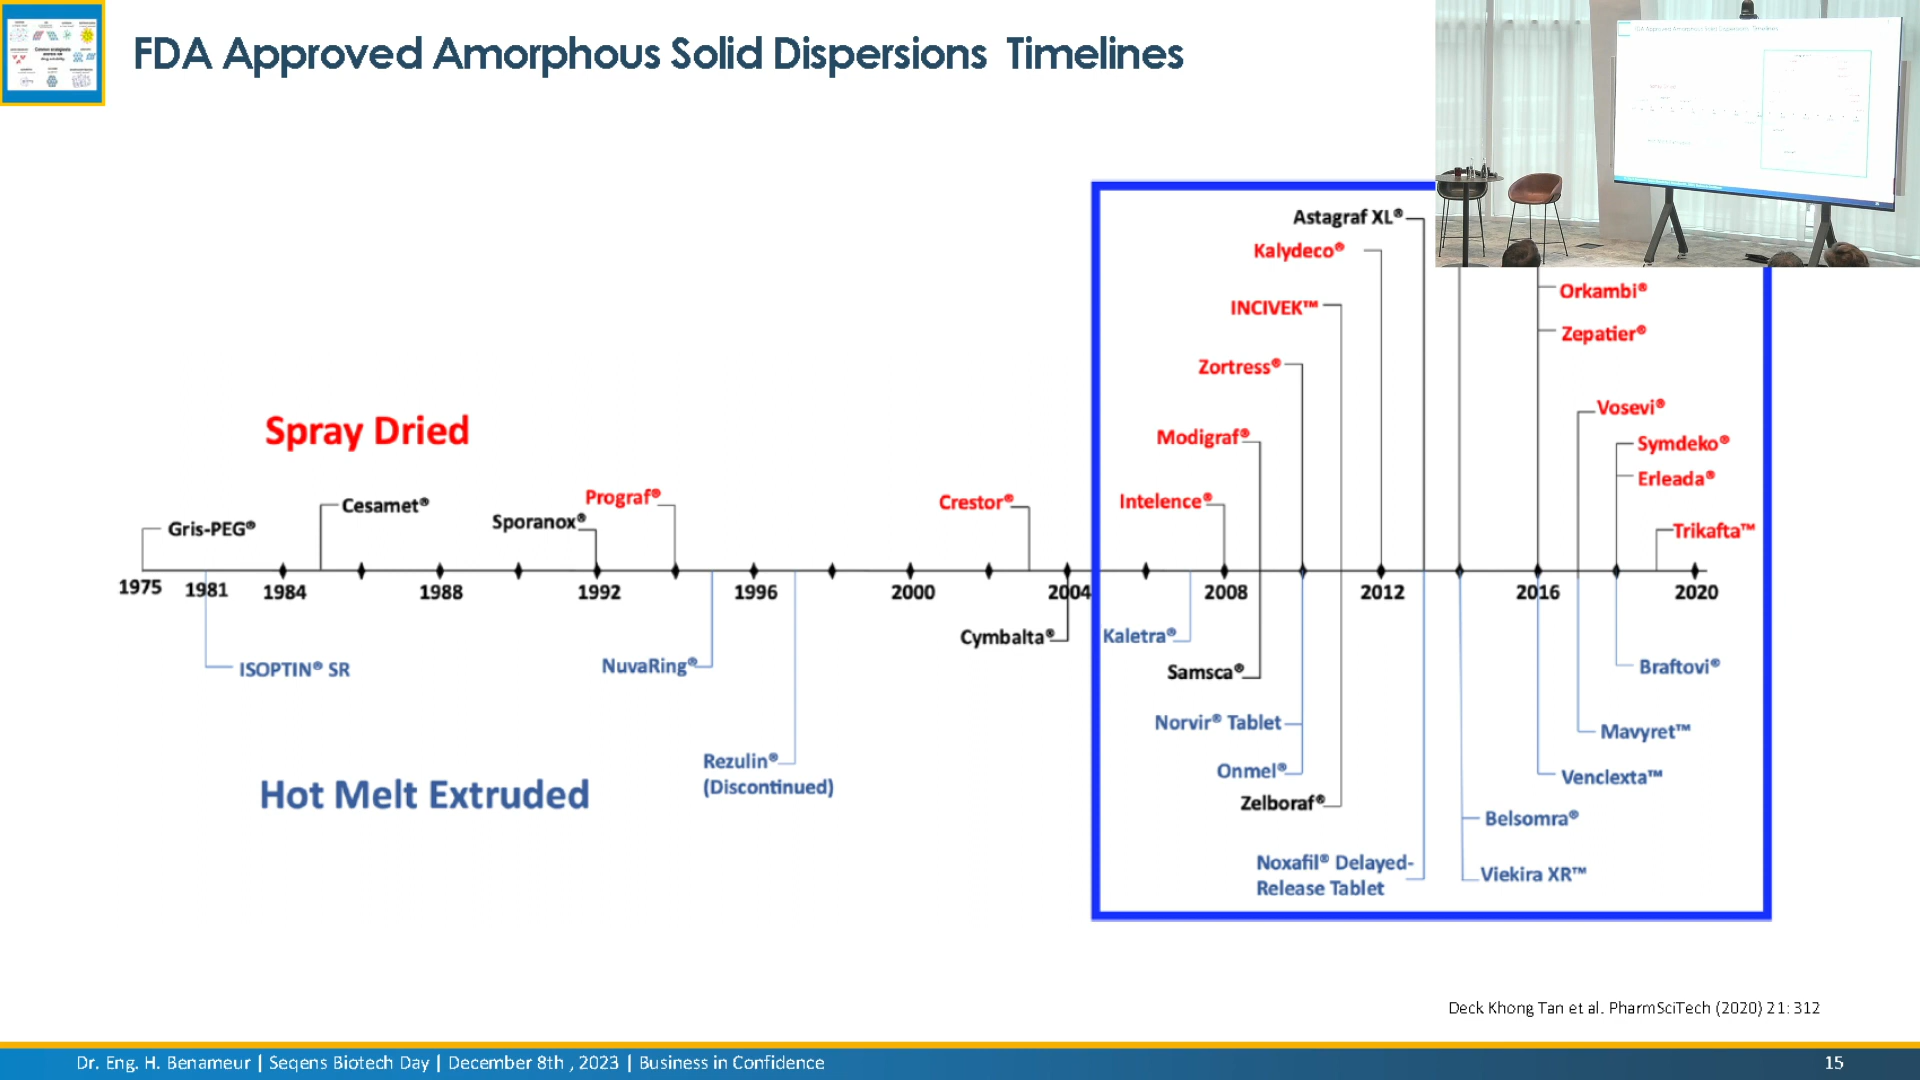 FDA Approved Amorphous Solid Dispersions Timelines
Astagraf XL®
Kalydeco®
Orkambi®
INCIVEK™
Zepatier®
Zortress®
Vosevi®
Spray Dried
Modigraf®
Symdeko®
Erleada®
Cesamet®
Prograf®
Crestor®
Intelence®
Gris-PEG®
Sporanox®
Trikafta™
1975 1981 1984 1988 1992 1996 2000 2004 2008 2012 2016 2020
Cymbalta®
Kaletra®
ISOPTIN® SR
NuvaRing®
Samsca®
Braftovi®
Norvir® Tablet
Mavyret™
Rezulin®
(Discontinued)
Onmel®
Venclexta™
Hot Melt Extruded
Zelboraf®
Belsomra®
Noxafil® Delayed-
Release Tablet
Viekira XR™
Deck Khong Tan et al. PharmSciTech (2020) 21: 312
Dr. Eng. H. Benameur | Seqens Biotech Day | December 8th , 2023 | Business in Confidence
15